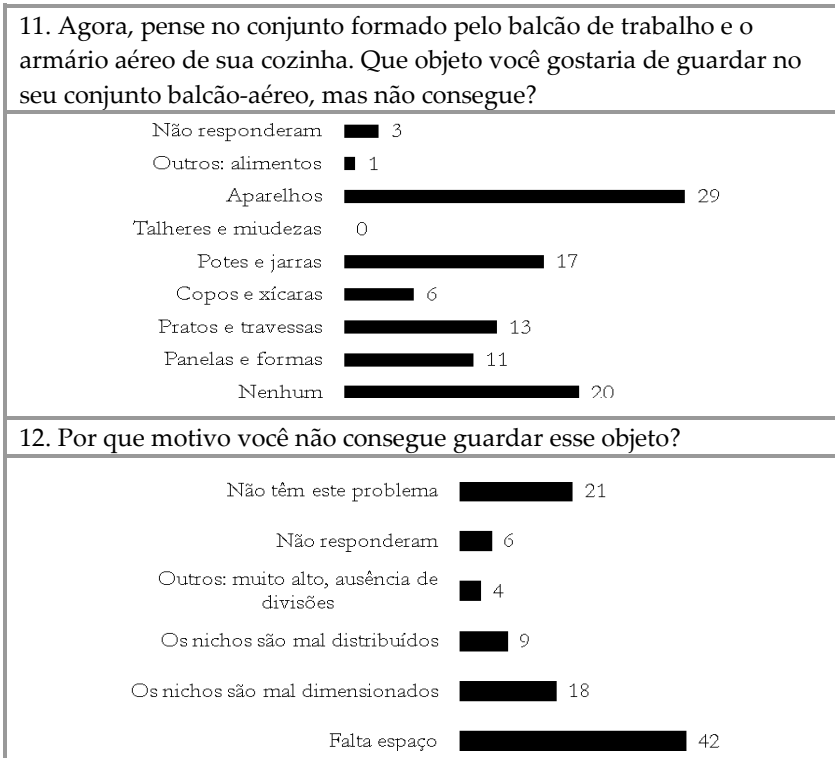 11. Agora, pense no conjunto formado pelo balcão de trabalho e o
armário aéreo de sua cozinha. Que objeto você gostaria de guardar no
seu conjunto balcão-aéreo, mas não consegue?
Não responderam 3
Outros: alimentos 1
Aparelhos 29
Talheres e miudezas 0
Potes e jarras 17
Copos e xícaras 6
Pratos e travessas 13
Panelas e formas 11
Nenhum 20
12. Por que motivo você não consegue guardar esse objeto?
Não têm este problema 21
Não responderam 6
Outros: muito alto, ausência de
divisões 4
Os nichos são mal distribuídos 9
Os nichos são mal dimensionados 18
Falta espaço 42